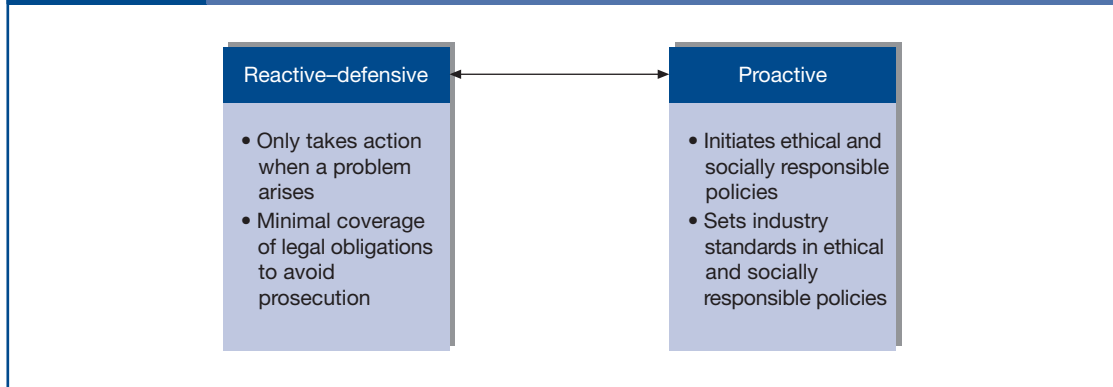 Reactive–defensive
• Only takes action
when a problem
arises
• Minimal coverage
of legal obligations
to avoid
prosecution
Proactive
• Initiates ethical and
socially responsible
policies
• Sets industry
standards in ethical
and socially
responsible policies